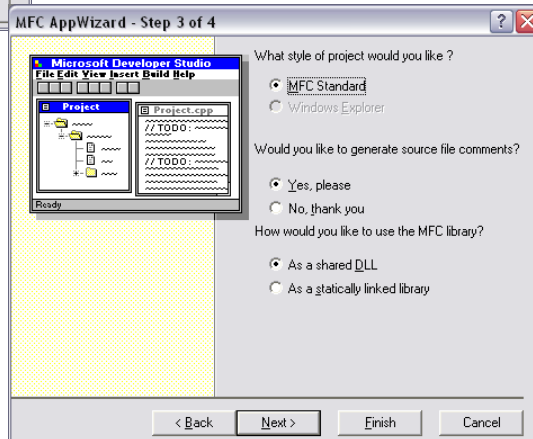 MFC AppWizard - Step 3 of 4
Microsoft Developer Studio
File Edit View Insert Build Help
Project
Project.cpp
// TODO:
// TODO:
Ready
What style of project would you like ?
MFC Standard
Windows Explorer
Would you like to generate source file comments?
Yes, please
No, thank you
How would you like to use the MFC library?
As a shared DLL
As a statically linked library
< Back Next > Finish Cancel